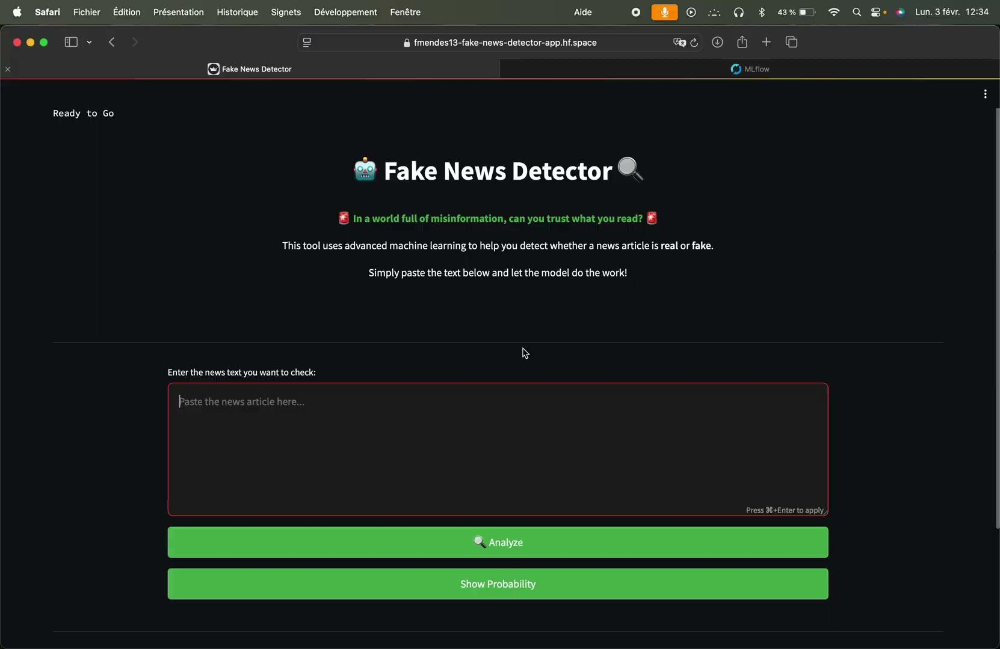 Safari Fichier Édition Présentation Historique Signets Développement Fenêtre Aide 43 % Lun. 3 févr. 12:34
fmendes13-fake-news-detector-app.hf.space
Fake News Detector
MLflow
Ready to Go
Fake News Detector
In a world full of misinformation, can you trust what you read?
This tool uses advanced machine learning to help you detect whether a news article is real or fake.
Simply paste the text below and let the model do the work!
Enter the news text you want to check:
Paste the news article here...
Press ⌘+Enter to apply
Analyze
Show Probability